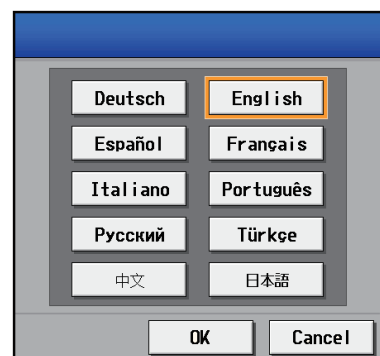 Deutsch English
Español Français
Italiano Português
Русский Türkçe
中文 日本語
OK Cancel